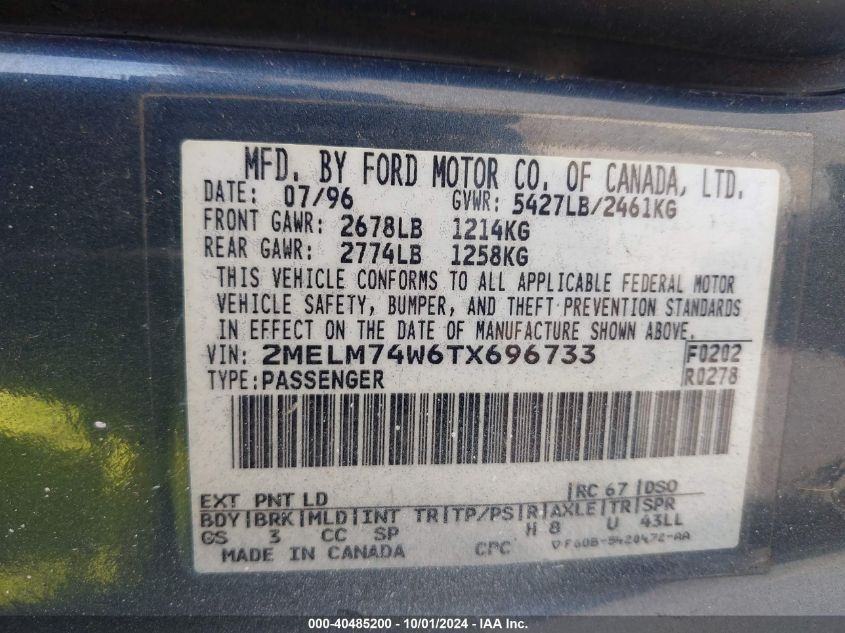 MFD. BY FORD MOTOR CO. OF CANADA, LTD.
DATE: 07/96 GVWR: 5427LB/2461KG
FRONT GAWR: 2678LB 1214KG
REAR GAWR: 2774LB 1258KG
THIS VEHICLE CONFORMS TO ALL APPLICABLE FEDERAL MOTOR
VEHICLE SAFETY, BUMPER, AND THEFT PREVENTION STANDARDS
IN EFFECT ON THE DATE OF MANUFACTURE SHOWN ABOVE.
VIN: 2MELM74W6TX696733 F0202
TYPE: PASSENGER R0278
EXT PNT LD |RC 67|DSO
BDY|BRK|MLD|INT TR|TP/PS|R|AXLE|TR|SPR
GS 3 CC SP H 8 U 43LL
MADE IN CANADA CPC
000-40485200 - 10/01/2024 - IAA Inc.